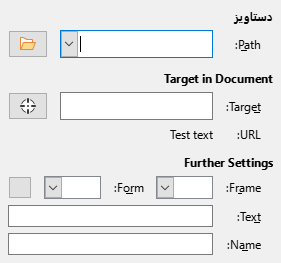 دستاویز
:Path
Target in Document
:Target
:URL Test text
Further Settings
:Frame :Form
:Text
:Name